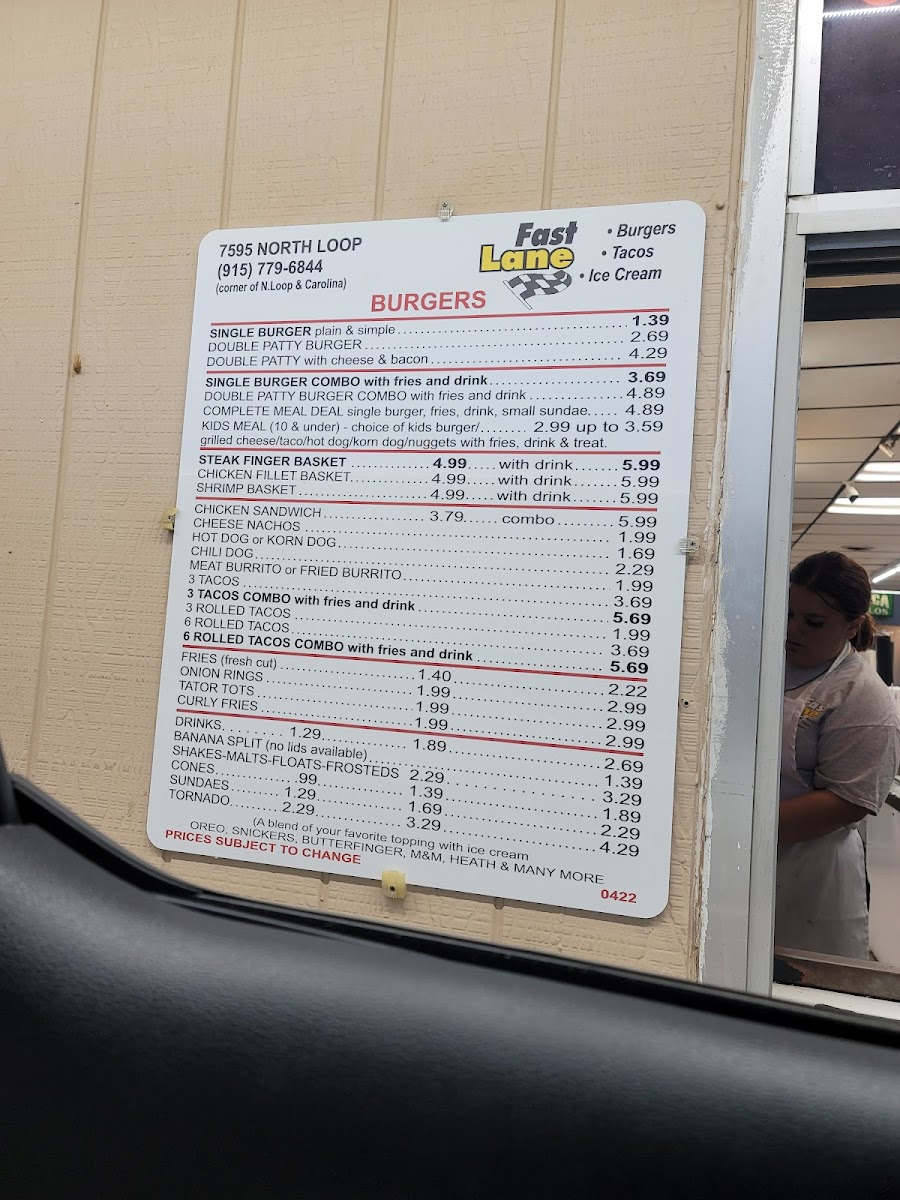 7595 NORTH LOOP
(915) 779-6844
(corner of N.Loop & Carolina)
Fast
Lane
• Burgers
• Tacos
• Ice Cream
BURGERS
SINGLE BURGER plain & simple 1.39
DOUBLE PATTY BURGER 2.69
DOUBLE PATTY with cheese & bacon 4.29
SINGLE BURGER COMBO with fries and drink 3.69
DOUBLE PATTY BURGER COMBO with fries and drink 4.89
COMPLETE MEAL DEAL single burger, fries, drink, small sundae 4.89
KIDS MEAL (10 & under) - choice of kids burger/ 2.99 up to 3.59
grilled cheese/taco/hot dog/korn dog/nuggets with fries, drink & treat.
STEAK FINGER BASKET 4.99 with drink 5.99
CHICKEN FILLET BASKET 4.99 with drink 5.99
SHRIMP BASKET 4.99 with drink 5.99
CHICKEN SANDWICH 3.79 combo 5.99
CHEESE NACHOS 1.99
HOT DOG or KORN DOG 1.69
CHILI DOG 2.29
MEAT BURRITO or FRIED BURRITO 1.99
3 TACOS 3.69
3 TACOS COMBO with fries and drink 5.69
3 ROLLED TACOS 1.99
6 ROLLED TACOS 3.69
6 ROLLED TACOS COMBO with fries and drink 5.69
FRIES (fresh cut) 1.40 2.22
ONION RINGS 1.99 2.99
TATOR TOTS 1.99 2.99
CURLY FRIES 1.99 2.99
DRINKS 1.29 1.89 2.69
BANANA SPLIT (no lids available) 1.39
SHAKES-MALTS-FLOATS-FROSTEDS 2.29 3.29
CONES .99 1.39 1.89
SUNDAES 1.29 1.69 2.29
TORNADO 2.29 3.29 4.29
(A blend of your favorite topping with ice cream
OREO, SNICKERS, BUTTERFINGER, M&M, HEATH & MANY MORE
PRICES SUBJECT TO CHANGE
0422